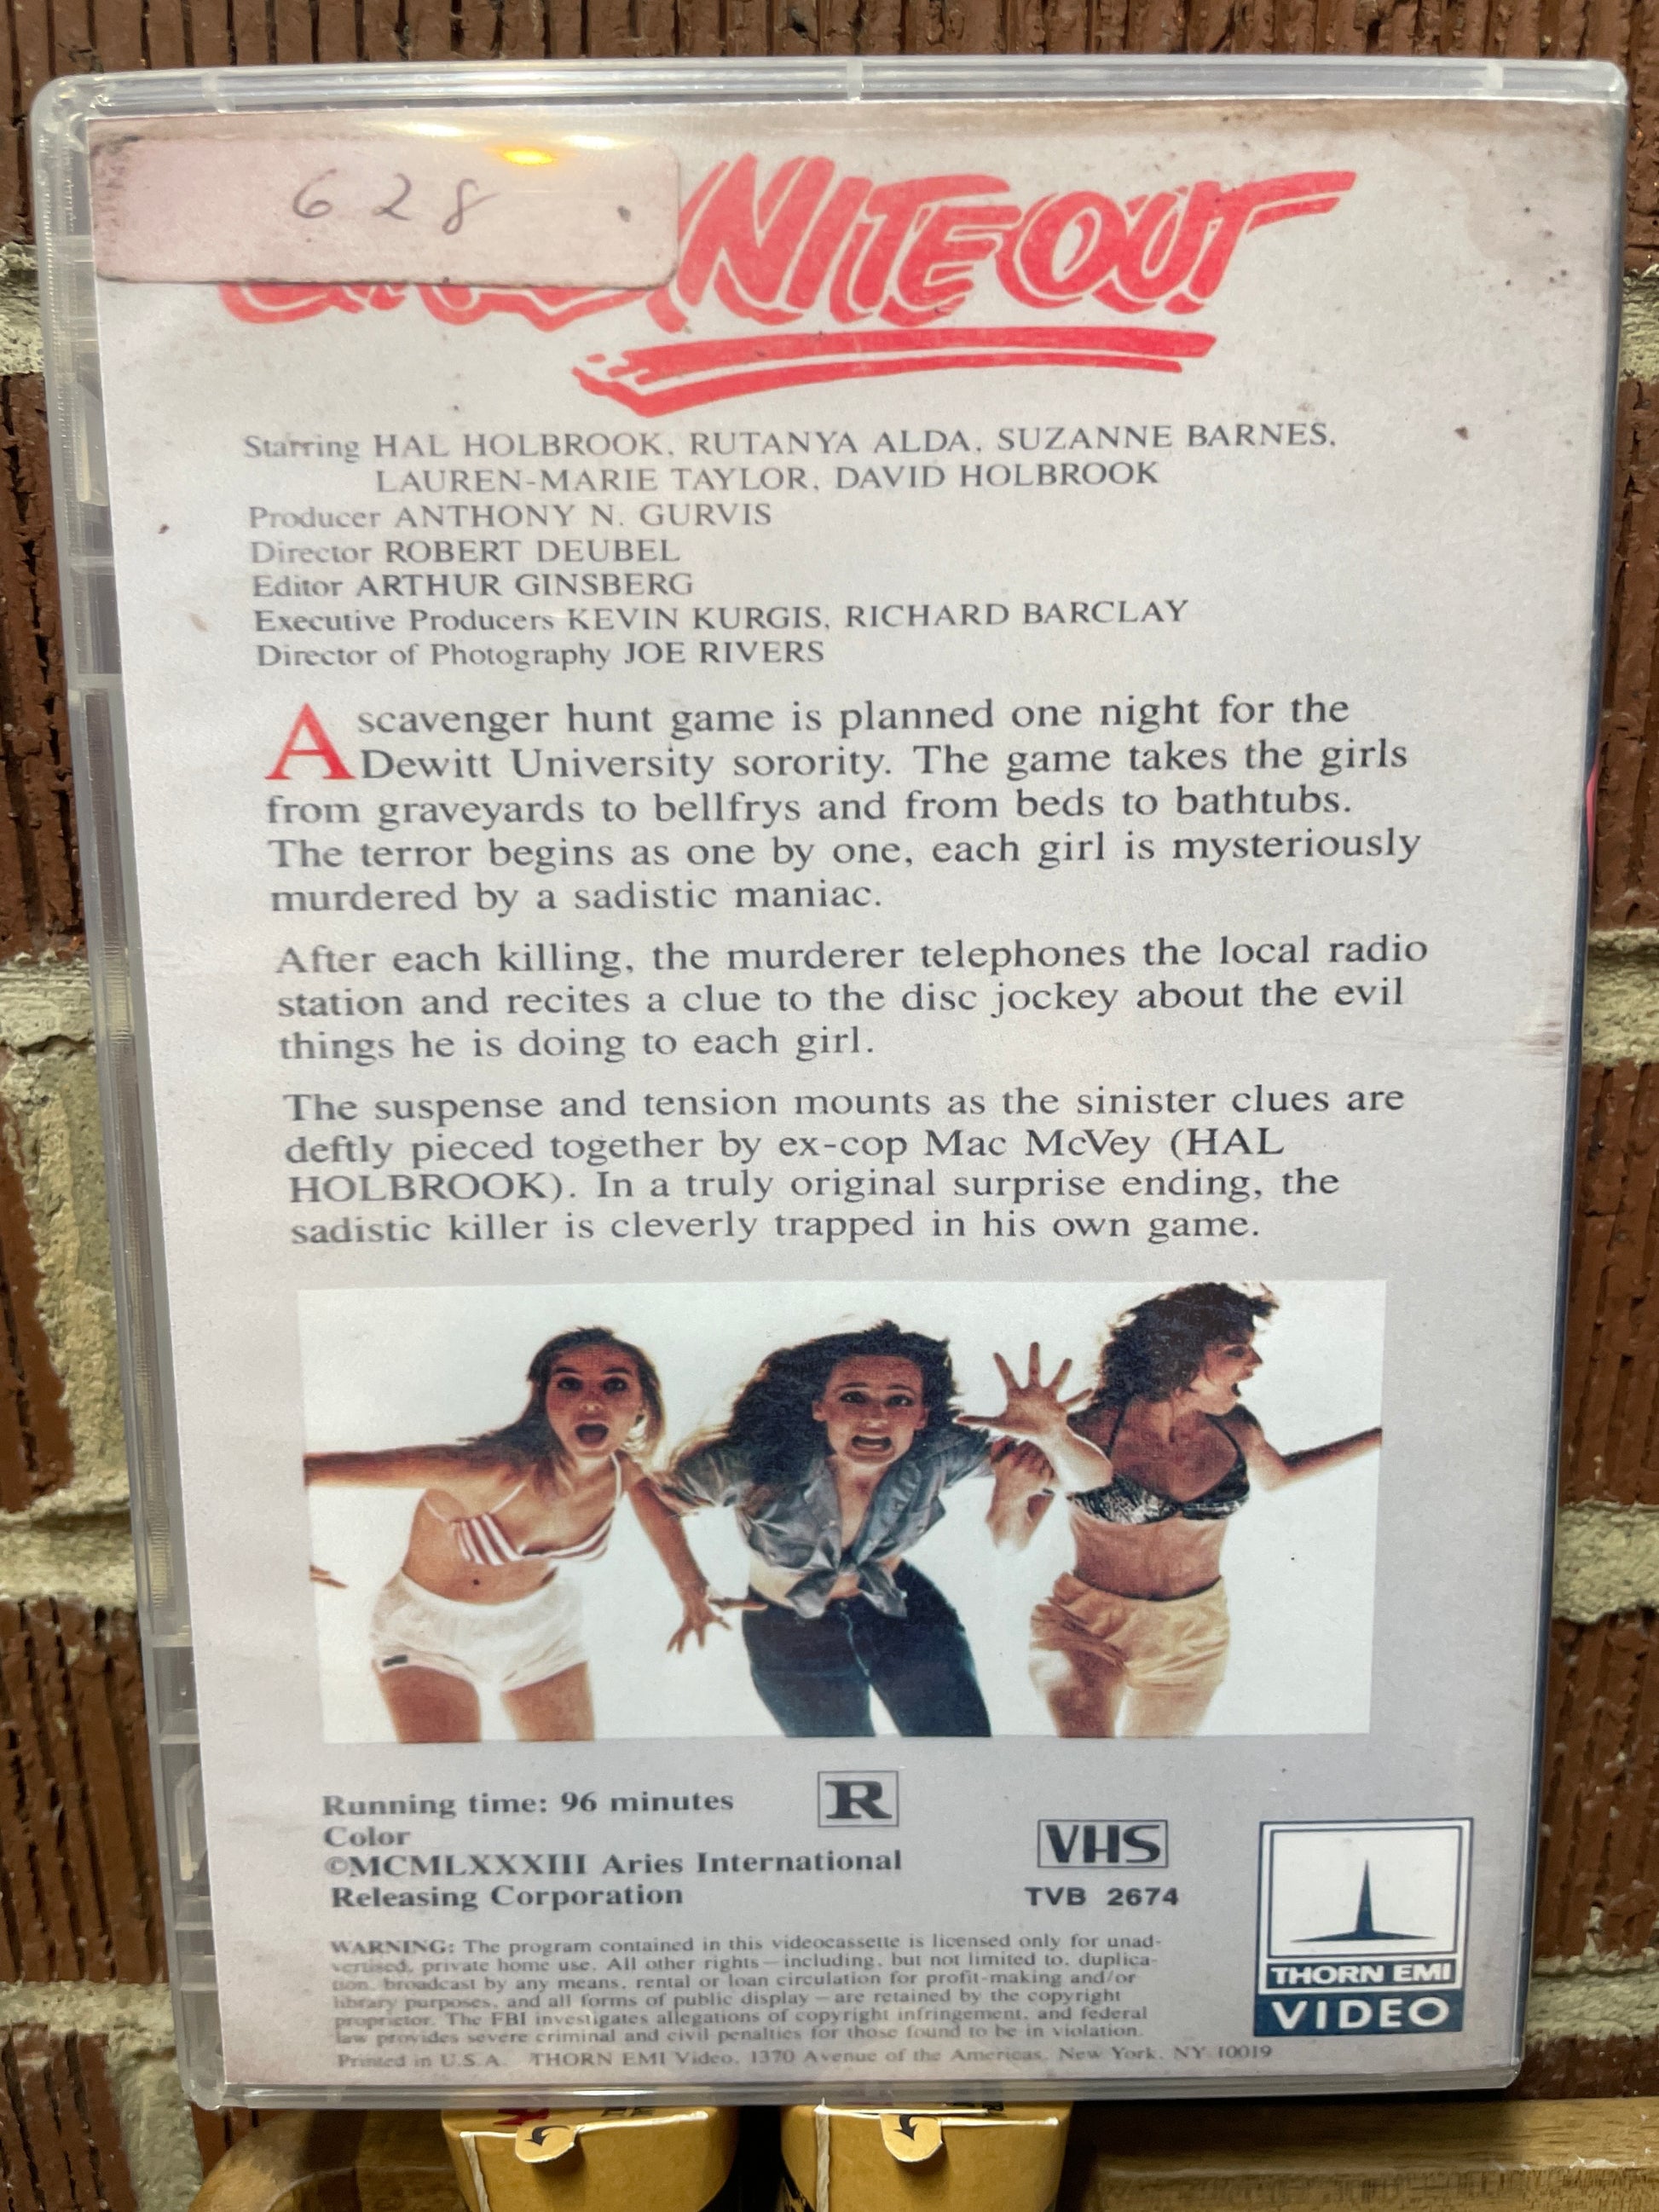 628
NITE OUT
Starring HAL HOLBROOK, RUTANYA ALDA, SUZANNE BARNES,
LAUREN-MARIE TAYLOR, DAVID HOLBROOK
Producer ANTHONY N. GURVIS
Director ROBERT DEUBEL
Editor ARTHUR GINSBERG
Executive Producers KEVIN KURGIS, RICHARD BARCLAY
Director of Photography JOE RIVERS
A scavenger hunt game is planned one night for the
Dewitt University sorority. The game takes the girls
from graveyards to bellfrys and from beds to bathtubs.
The terror begins as one by one, each girl is mysteriously
murdered by a sadistic maniac.
After each killing, the murderer telephones the local radio
station and recites a clue to the disc jockey about the evil
things he is doing to each girl.
The suspense and tension mounts as the sinister clues are
deftly pieced together by ex-cop Mac McVey (HAL
HOLBROOK). In a truly original surprise ending, the
sadistic killer is cleverly trapped in his own game.
Running time: 96 minutes
R
Color
©MCMLXXXIII Aries International
Releasing Corporation
VHS
TVB 2674
THORN EMI
VIDEO
WARNING: The program contained in this videocassette is licensed only for unad-
vertised, private home use. All other rights—including, but not limited to, duplica-
tion, broadcast by any means, rental or loan circulation for profit-making and/or
library purposes, and all forms of public display—are retained by the copyright
proprietor. The FBI investigates allegations of copyright infringement, and federal
law provides severe criminal and civil penalties for those found to be in violation.
Printed in U.S.A. THORN EMI Video, 1370 Avenue of the Americas, New York, NY 10019